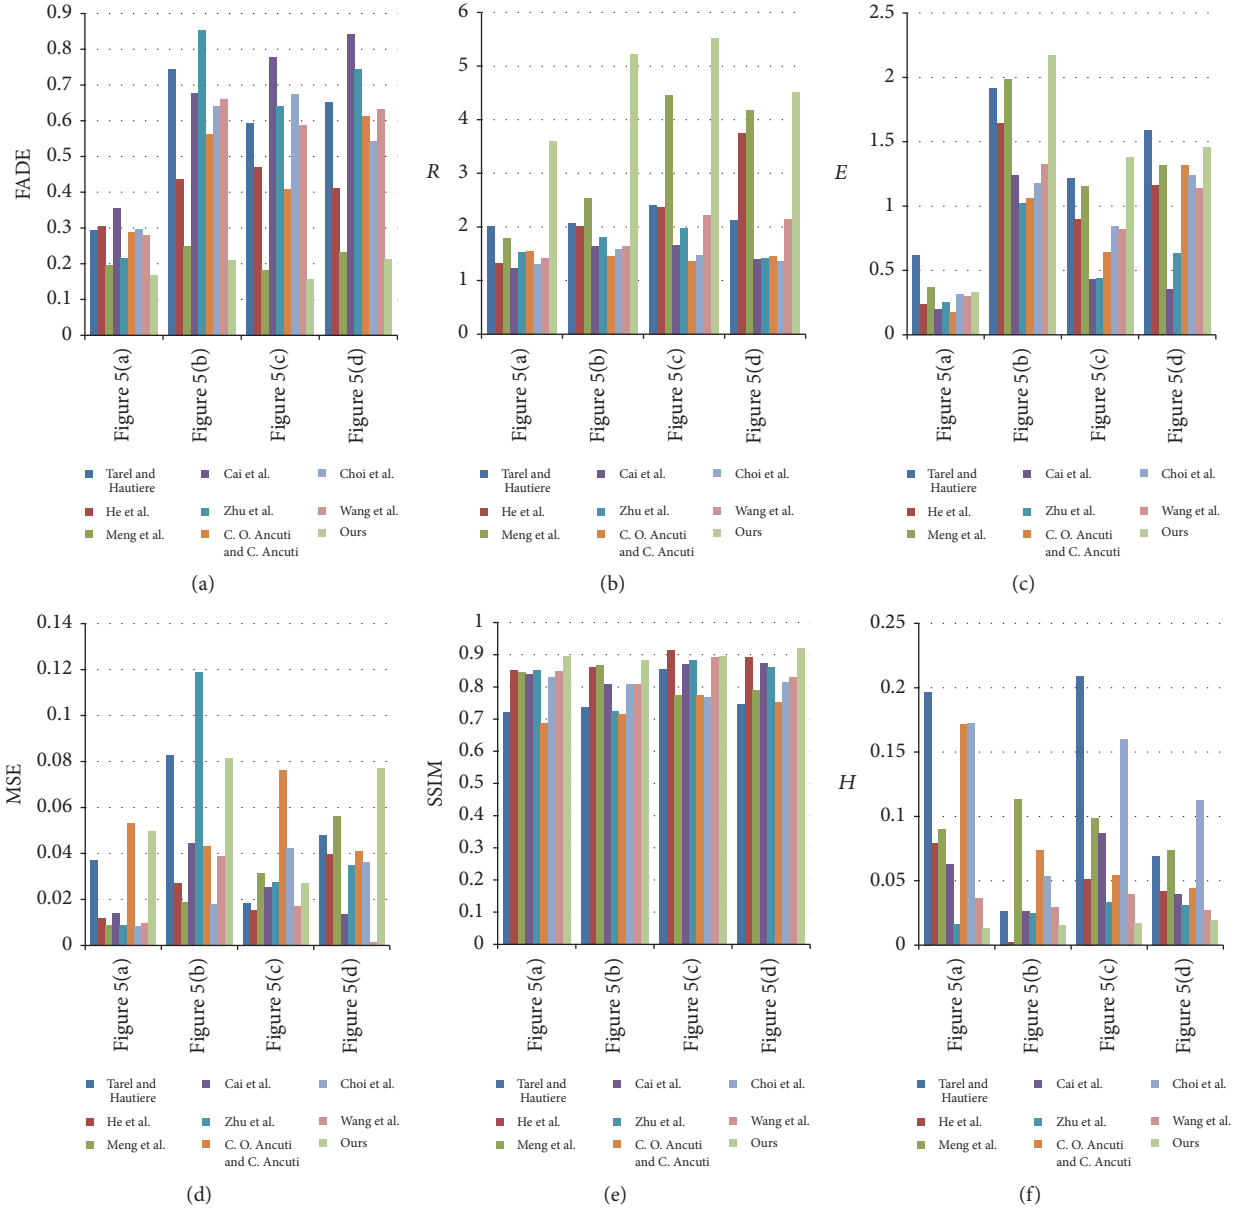 0.9
0.8
0.7
0.6
0.5
0.4
0.3
0.2
0.1
0
FADE
Figure 5(a)
Figure 5(b)
Figure 5(c)
Figure 5(d)
Tarel and
Hautiere
He et al.
Meng et al.
Cai et al.
Zhu et al.
C. O. Ancuti
and C. Ancuti
Choi et al.
Wang et al.
Ours
(a)
6
5
4
3
2
1
0
R
Figure 5(a)
Figure 5(b)
Figure 5(c)
Figure 5(d)
Tarel and
Hautiere
He et al.
Meng et al.
Cai et al.
Zhu et al.
C. O. Ancuti
and C. Ancuti
Choi et al.
Wang et al.
Ours
(b)
2.5
2
1.5
1
0.5
0
E
Figure 5(a)
Figure 5(b)
Figure 5(c)
Figure 5(d)
Tarel and
Hautiere
He et al.
Meng et al.
Cai et al.
Zhu et al.
C. O. Ancuti
and C. Ancuti
Choi et al.
Wang et al.
Ours
(c)
0.14
0.12
0.1
0.08
0.06
0.04
0.02
0
MSE
Figure 5(a)
Figure 5(b)
Figure 5(c)
Figure 5(d)
Tarel and
Hautiere
He et al.
Meng et al.
Cai et al.
Zhu et al.
C. O. Ancuti
and C. Ancuti
Choi et al.
Wang et al.
Ours
(d)
1
0.9
0.8
0.7
0.6
0.5
0.4
0.3
0.2
0.1
0
SSIM
Figure 5(a)
Figure 5(b)
Figure 5(c)
Figure 5(d)
Tarel and
Hautiere
He et al.
Meng et al.
Cai et al.
Zhu et al.
C. O. Ancuti
and C. Ancuti
Choi et al.
Wang et al.
Ours
(e)
0.25
0.2
0.15
0.1
0.05
0
H
Figure 5(a)
Figure 5(b)
Figure 5(c)
Figure 5(d)
Tarel and
Hautiere
He et al.
Meng et al.
Cai et al.
Zhu et al.
C. O. Ancuti
and C. Ancuti
Choi et al.
Wang et al.
Ours
(f)